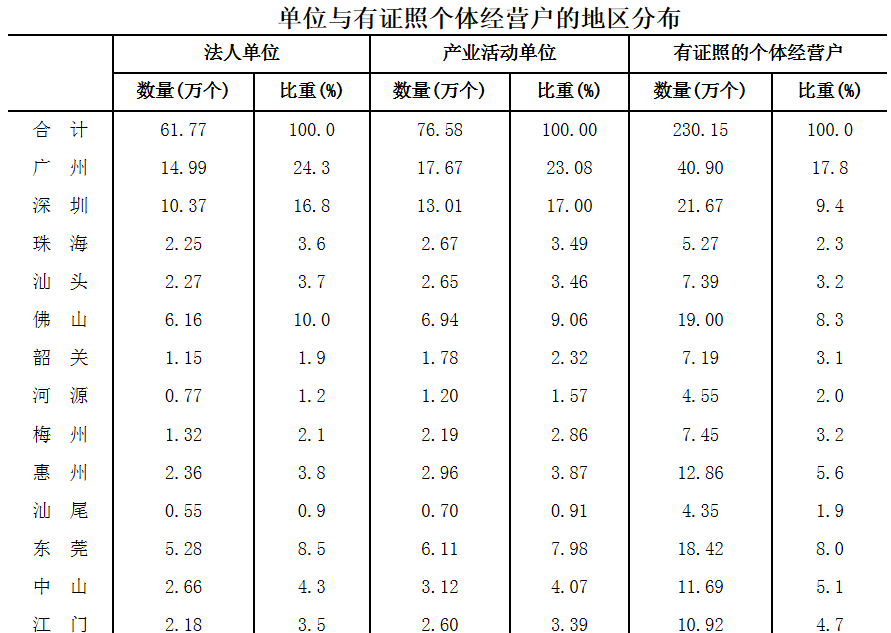 单位与有证照个体经营户的地区分布
法人单位 产业活动单位 有证照的个体经营户
数量(万个) 比重(%) 数量(万个) 比重(%) 数量(万个) 比重(%)
合 计 61.77 100.0 76.58 100.00 230.15 100.0
广 州 14.99 24.3 17.67 23.08 40.90 17.8
深 圳 10.37 16.8 13.01 17.00 21.67 9.4
珠 海 2.25 3.6 2.67 3.49 5.27 2.3
汕 头 2.27 3.7 2.65 3.46 7.39 3.2
佛 山 6.16 10.0 6.94 9.06 19.00 8.3
韶 关 1.15 1.9 1.78 2.32 7.19 3.1
河 源 0.77 1.2 1.20 1.57 4.55 2.0
梅 州 1.32 2.1 2.19 2.86 7.45 3.2
惠 州 2.36 3.8 2.96 3.87 12.86 5.6
汕 尾 0.55 0.9 0.70 0.91 4.35 1.9
东 莞 5.28 8.5 6.11 7.98 18.42 8.0
中 山 2.66 4.3 3.12 4.07 11.69 5.1
江 门 2.18 3.5 2.60 3.39 10.92 4.7